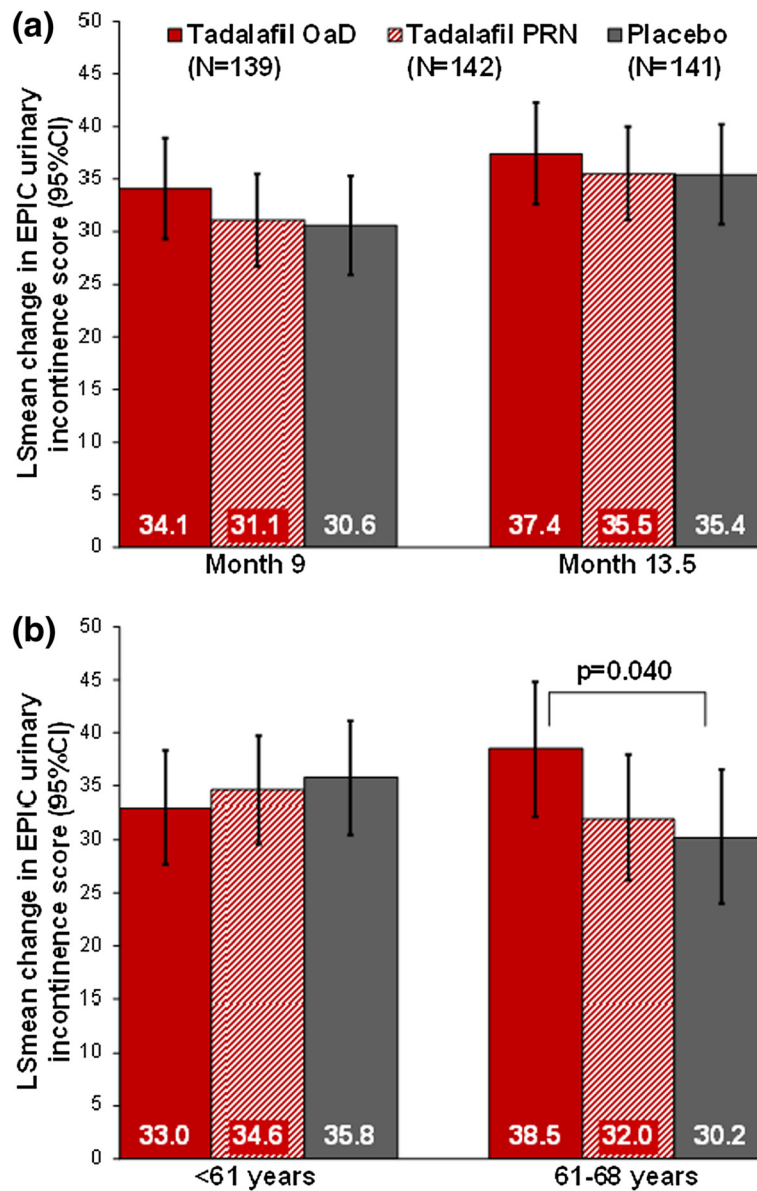 (a)
Tadalafil OaD Tadalafil PRN Placebo
(N=139) (N=142) (N=141)
LSmean change in EPIC urinary
incontinence score (95%CI)
50
45
40
35
30
25
20
15
10
5
0
34.1 31.1 30.6 37.4 35.5 35.4
Month 9 Month 13.5
(b)
LSmean change in EPIC urinary
incontinence score (95%CI)
50
45
40
35
30
25
20
15
10
5
0
p=0.040
33.0 34.6 35.8 38.5 32.0 30.2
<61 years 61-68 years